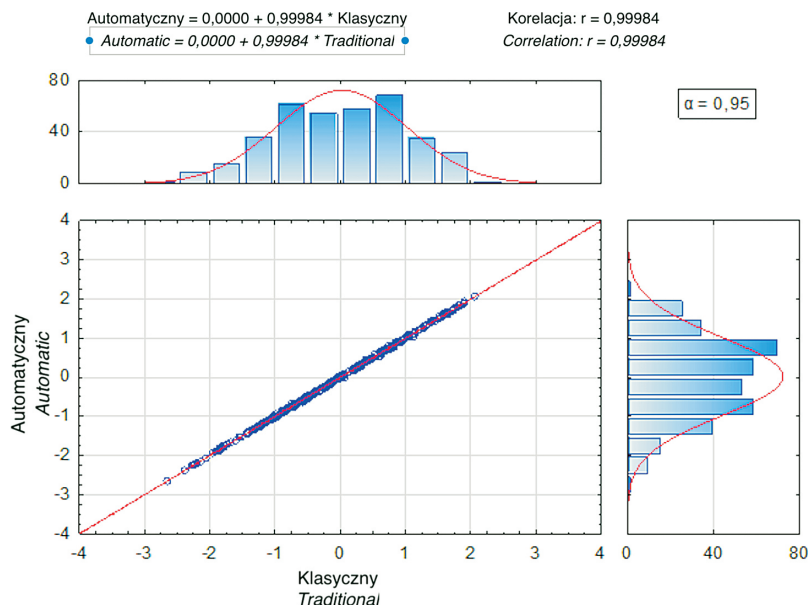 Automatyczny = 0,0000 + 0,99984 * Klasyczny
Automatic = 0,0000 + 0,99984 * Traditional
Korelacja: r = 0,99984
Correlation: r = 0,99984
α = 0,95
80
40
0
4
3
2
1
0
-1
-2
-3
-4
Automatyczny
Automatic
-4 -3 -2 -1 0 1 2 3 4
Klasyczny
Traditional
0 40 80